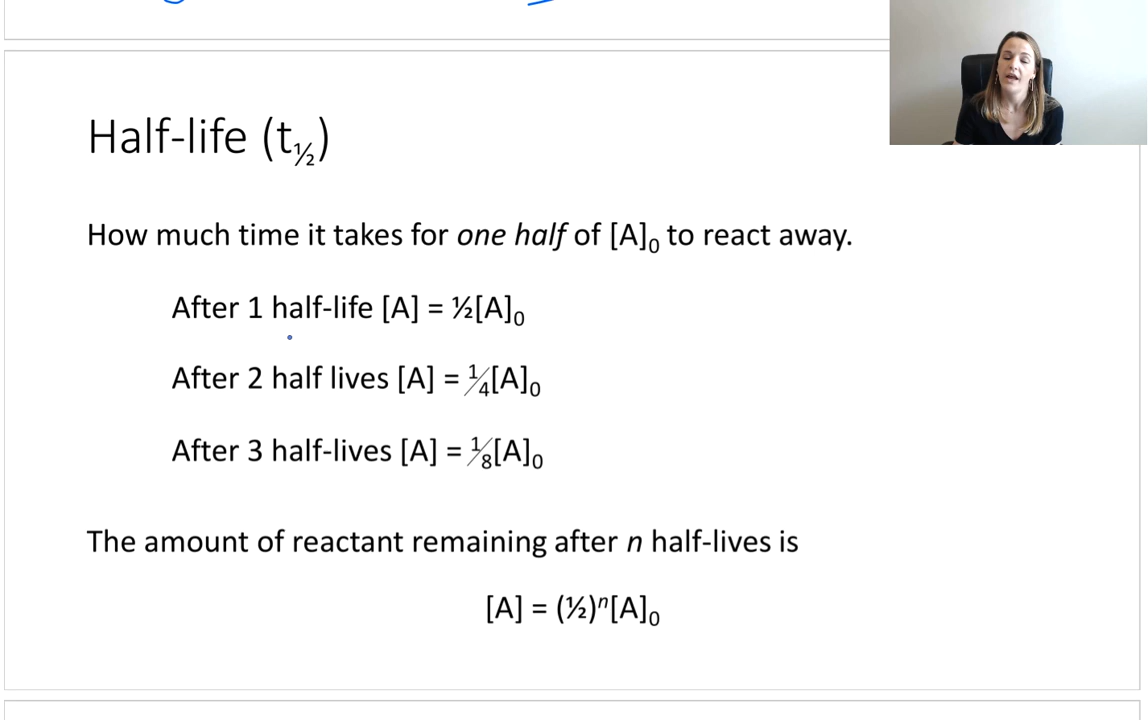 Half-life (t½)
How much time it takes for one half of [A]₀ to react away.
After 1 half-life [A] = ½[A]₀
After 2 half lives [A] = ¼[A]₀
After 3 half-lives [A] = ⅛[A]₀
The amount of reactant remaining after n half-lives is
[A] = (½)ⁿ[A]₀